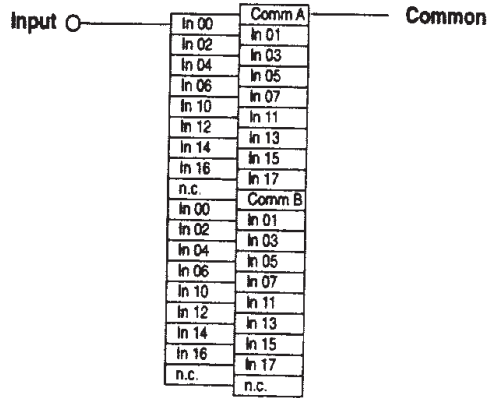 Input
Comm A
Common
In 00
In 01
In 02
In 03
In 04
In 05
In 06
In 07
In 10
In 11
In 12
In 13
In 14
In 15
In 16
In 17
n.c.
Comm B
In 00
In 01
In 02
In 03
In 04
In 05
In 06
In 07
In 10
In 11
In 12
In 13
In 14
In 15
In 16
In 17
n.c.
n.c.